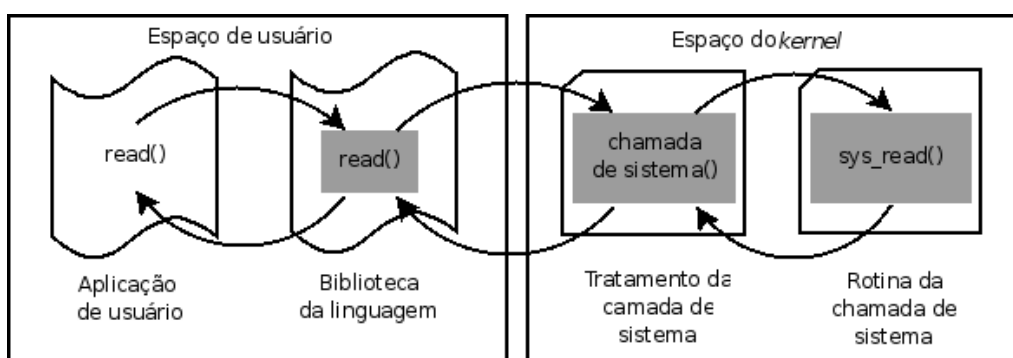 Espaço de usuário
Espaço do kernel
read()
read()
chamada
de sistema()
sys_read()
Aplicação
de usuário
Biblioteca
da linguagem
Tratamento da
camada de
sistema
Rotina da
chamada de
sistema